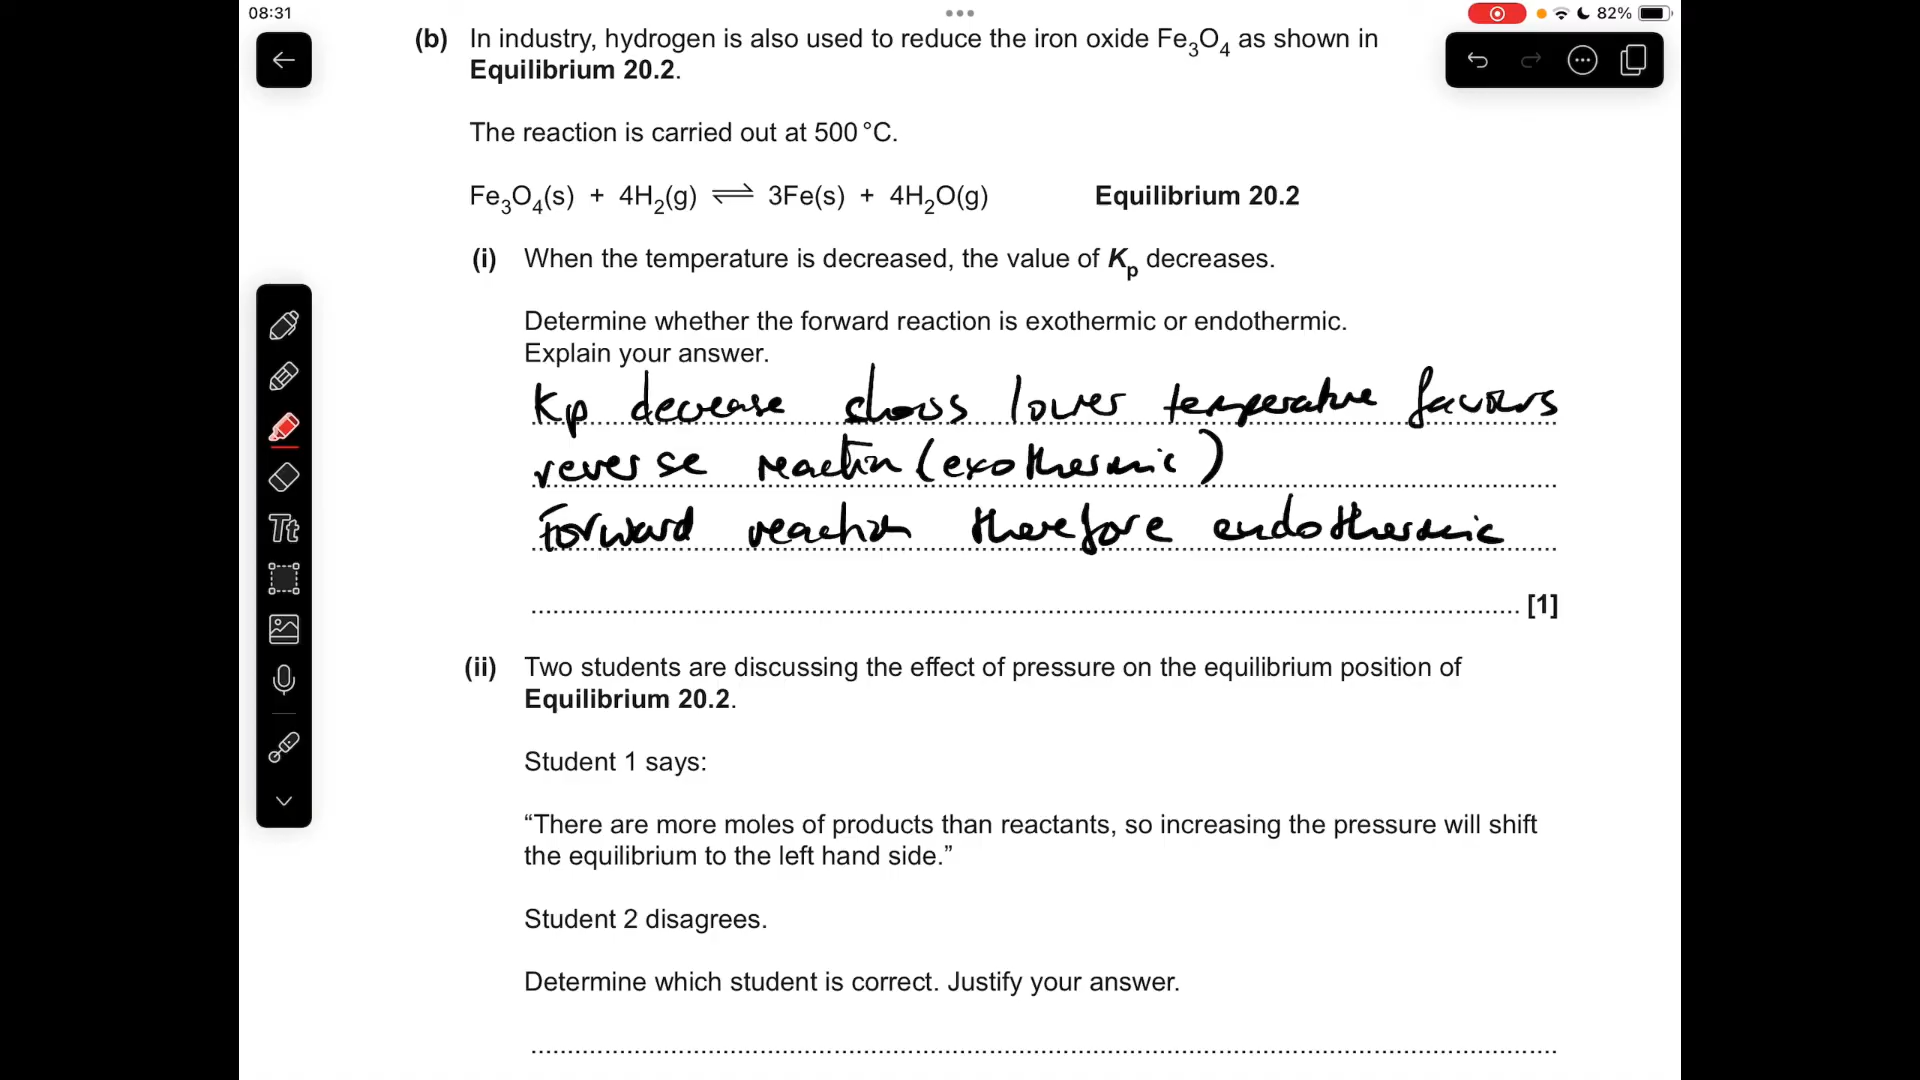 08:31
82%
(b) In industry, hydrogen is also used to reduce the iron oxide Fe₃O₄ as shown in
Equilibrium 20.2.
The reaction is carried out at 500 °C.
Fe₃O₄(s) + 4H₂(g) ⇌ 3Fe(s) + 4H₂O(g) Equilibrium 20.2
(i) When the temperature is decreased, the value of Kₚ decreases.
Determine whether the forward reaction is exothermic or endothermic.
Explain your answer.
Kp decrease shows lower temperature favours
reverse reaction (exothermic)
Forward reaction therefore endothermic
[1]
(ii) Two students are discussing the effect of pressure on the equilibrium position of
Equilibrium 20.2.
Student 1 says:
“There are more moles of products than reactants, so increasing the pressure will shift
the equilibrium to the left hand side.”
Student 2 disagrees.
Determine which student is correct. Justify your answer.
Tt